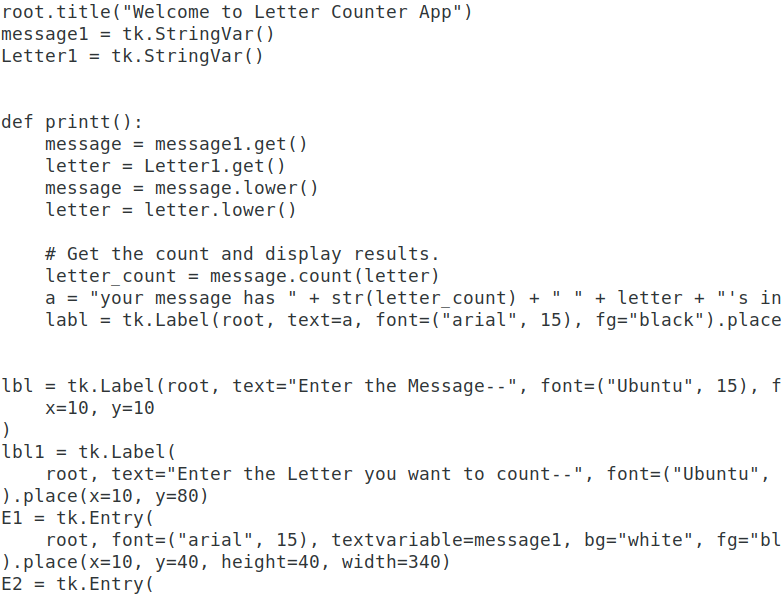 root.title("Welcome to Letter Counter App")
message1 = tk.StringVar()
Letter1 = tk.StringVar()
def printt():
    message = message1.get()
    letter = Letter1.get()
    message = message.lower()
    letter = letter.lower()
    # Get the count and display results.
    letter_count = message.count(letter)
    a = "your message has " + str(letter_count) + " " + letter + "'s in
    labl = tk.Label(root, text=a, font=("arial", 15), fg="black").place
lbl = tk.Label(root, text="Enter the Message--", font=("Ubuntu", 15), f
    x=10, y=10
)
lbl1 = tk.Label(
    root, text="Enter the Letter you want to count--", font=("Ubuntu",
).place(x=10, y=80)
E1 = tk.Entry(
    root, font=("arial", 15), textvariable=message1, bg="white", fg="bl
).place(x=10, y=40, height=40, width=340)
E2 = tk.Entry(